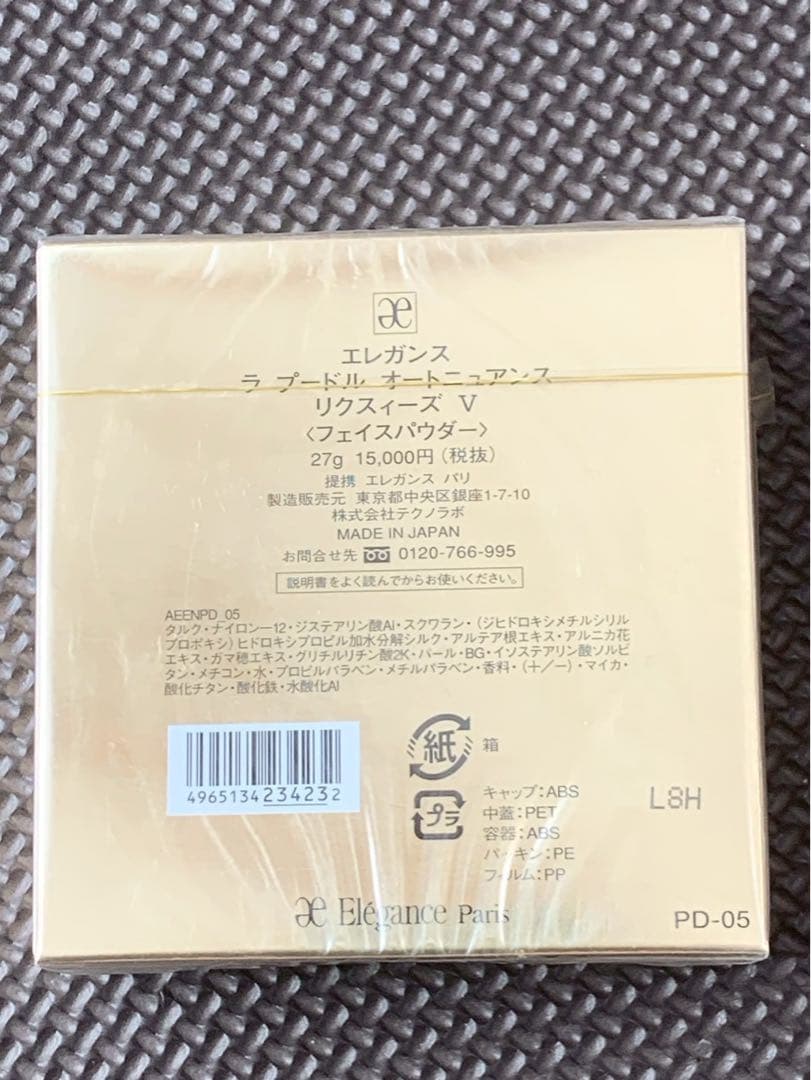 æ
エレガンス
ラ プードル オートニュアンス
リクスィーズ V
〈フェイスパウダー〉
27g 15,000円(税抜)
提携 エレガンス パリ
製造販売元 東京都中央区銀座1-7-10
株式会社テクノラボ
MADE IN JAPAN
お問合せ先 0120-766-995
説明書をよく読んでからお使いください。
AEENPD_05
タルク・ナイロン-12・ジステアリン酸Al・スクワラン・(ジヒドロキシメチルシリル
プロポキシ)ヒドロキシプロピル加水分解シルク・アルテア根エキス・アルニカ花
エキス・ガマ穂エキス・グリチルリチン酸2K・パール・BG・イソステアリン酸ソルビ
タン・メチコン・水・プロピルパラベン・メチルパラベン・香料・(+/-)・マイカ・
酸化チタン・酸化鉄・水酸化Al
4965134234232
紙 箱
プラ
キャップ:ABS
中蓋:PET
容器:ABS
パッキン:PE
フィルム:PP
L8H
æ Elégance Paris
PD-05